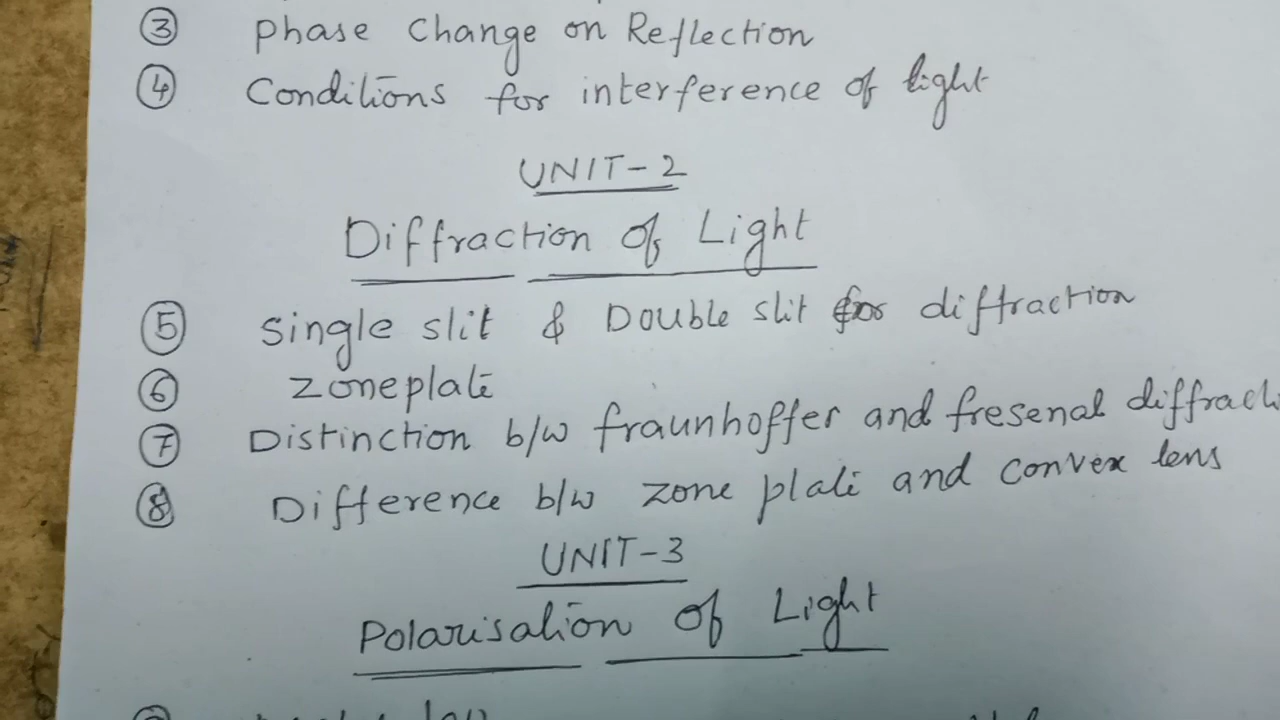 ③ Phase Change on Reflection
④ Conditions for interference of light
UNIT-2
Diffraction of Light
⑤ Single slit & Double slit for diffraction
⑥ Zoneplate
⑦ Distinction b/w fraunhoffer and fresenal diffracti
⑧ Difference b/w zone plate and convex lens
UNIT-3
Polarisation of Light